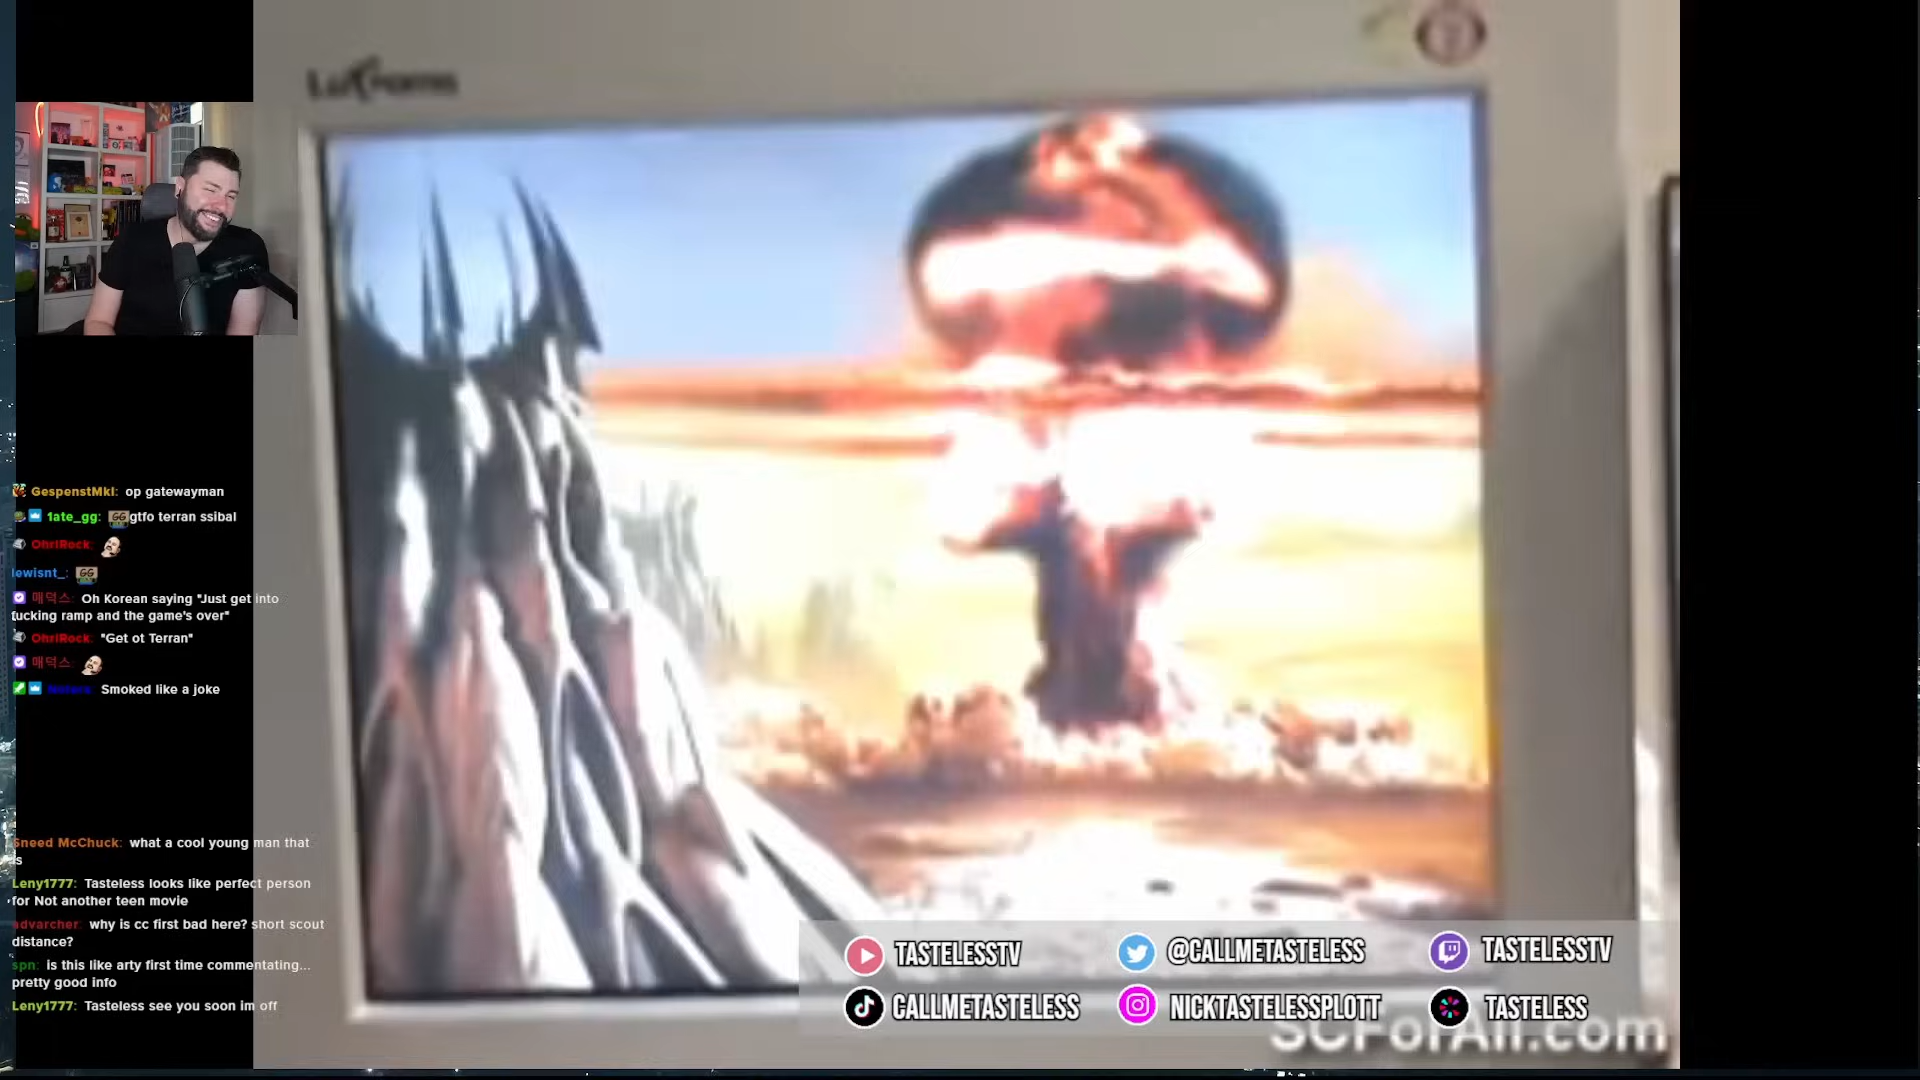 GespenstMkI: op gatewayman
1ate_gg: GG gtfo terran ssibal
OhrlRock:
lewisnt_: GG
매덕스: Oh Korean saying "Just get into
fucking ramp and the game's over"
OhrlRock: "Get ot Terran"
매덕스:
Smoked like a joke
Sneed McChuck: what a cool young man that
is
Leny1777: Tasteless looks like perfect person
for Not another teen movie
advarcher: why is cc first bad here? short scout
distance?
spn: is this like arty first time commentating...
pretty good info
Leny1777: Tasteless see you soon im off
TASTELESSTV
@CALLMETASTELESS
TASTELESSTV
CALLMETASTELESS
NICKTASTELESSPLOTT
TASTELESS
SCForAll.com